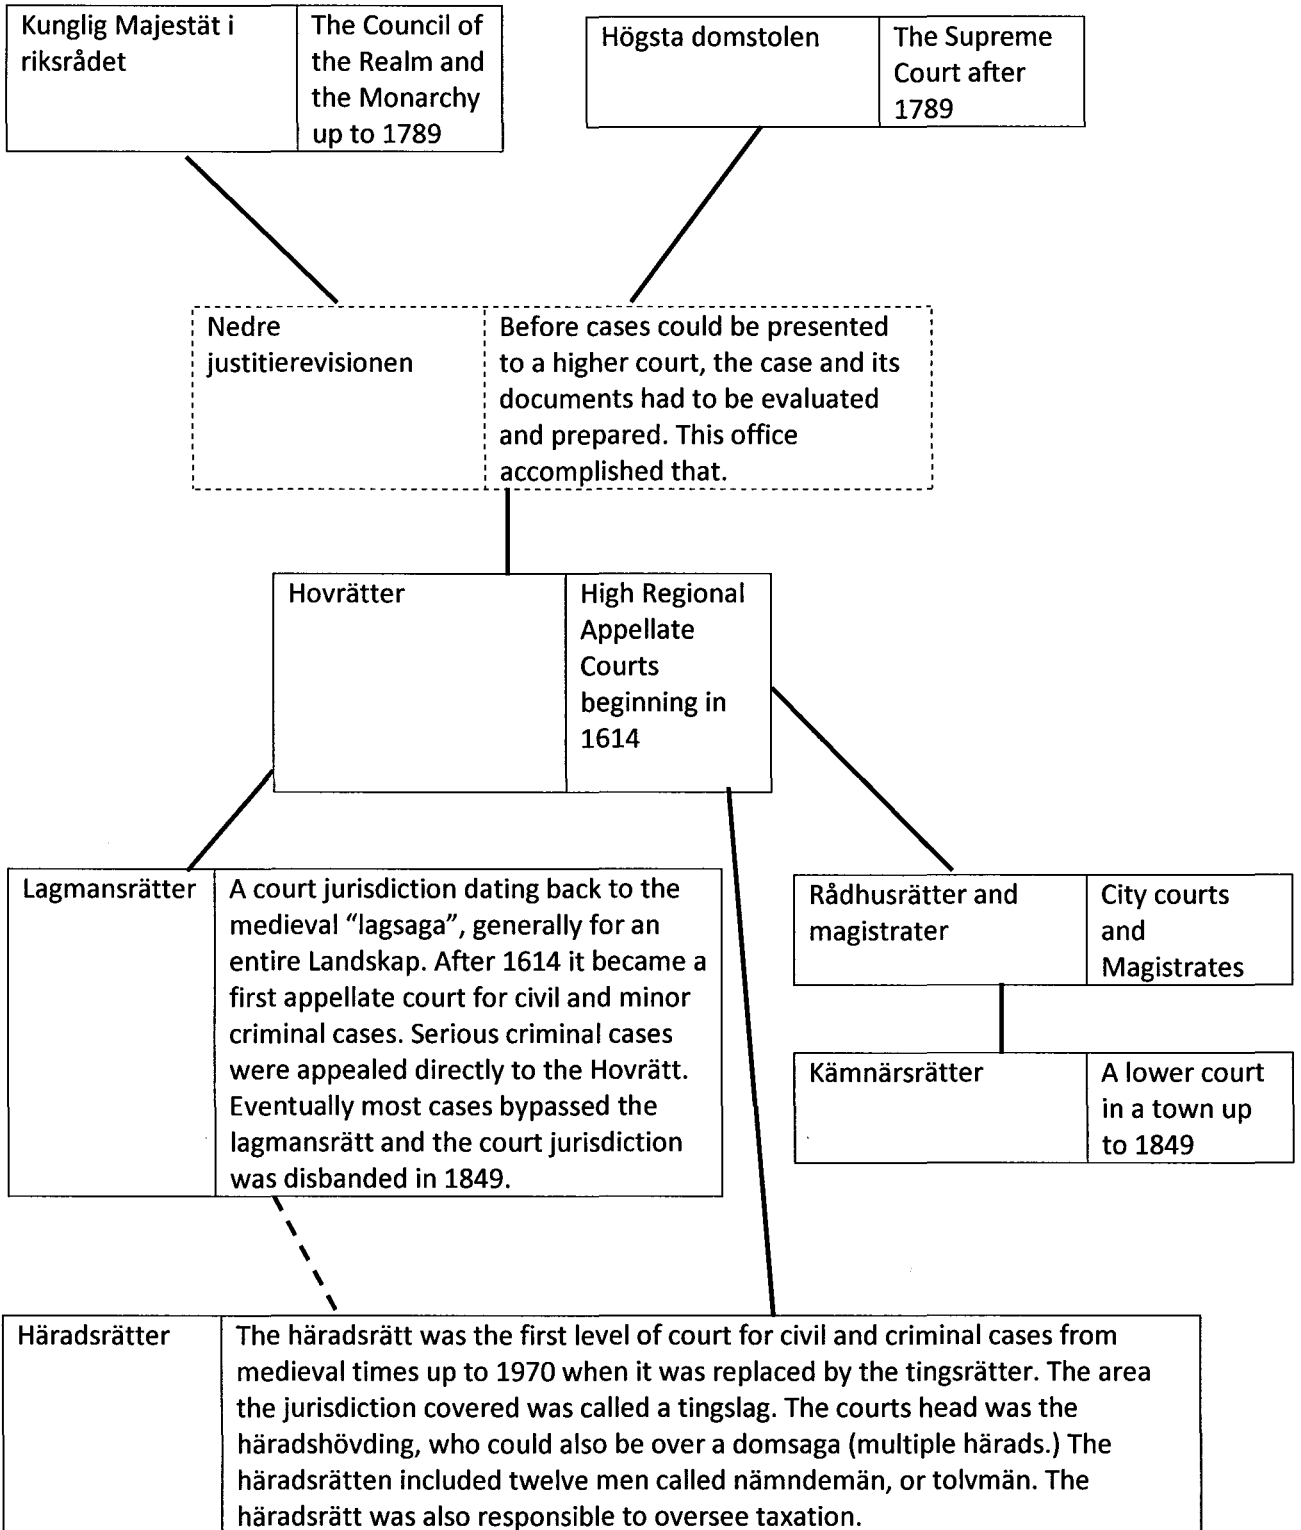 Kunglig Majestät i
riksrådet
The Council of
the Realm and
the Monarchy
up to 1789
Högsta domstolen
The Supreme
Court after
1789
Nedre
justitierevisionen
Before cases could be presented
to a higher court, the case and its
documents had to be evaluated
and prepared. This office
accomplished that.
Hovrätter
High Regional
Appellate
Courts
beginning in
1614
Lagmansrätter
A court jurisdiction dating back to the
medieval “lagsaga”, generally for an
entire Landskap. After 1614 it became a
first appellate court for civil and minor
criminal cases. Serious criminal cases
were appealed directly to the Hovrätt.
Eventually most cases bypassed the
lagmansrätt and the court jurisdiction
was disbanded in 1849.
Rådhusrätter and
magistrater
City courts
and
Magistrates
Kämnärsrätter
A lower court
in a town up
to 1849
Häradsrätter
The häradsrätt was the first level of court for civil and criminal cases from
medieval times up to 1970 when it was replaced by the tingsrätter. The area
the jurisdiction covered was called a tingslag. The courts head was the
häradshövding, who could also be over a domsaga (multiple härads.) The
häradsrätten included twelve men called nämndemän, or tolvmän. The
häradsrätt was also responsible to oversee taxation.